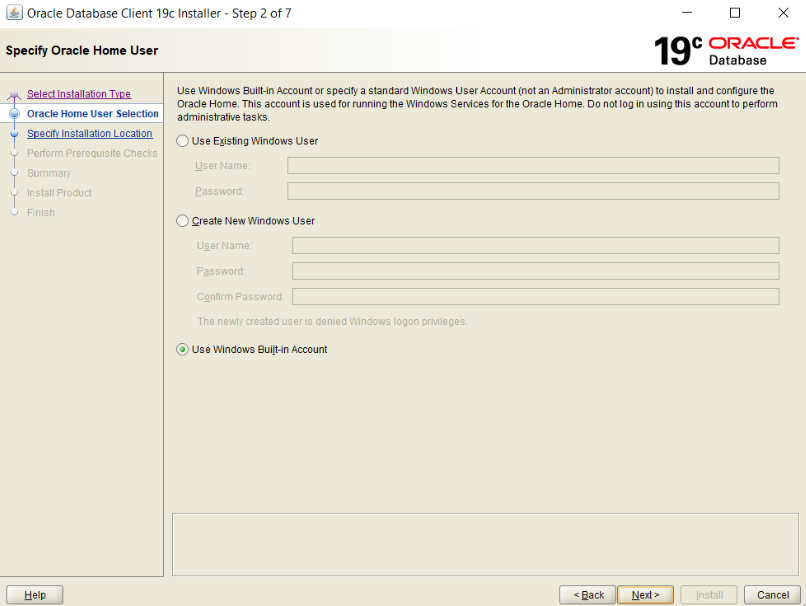 Oracle Database Client 19c Installer - Step 2 of 7
Specify Oracle Home User
19c ORACLE
Database
Select Installation Type
Oracle Home User Selection
Specify Installation Location
Perform Prerequisite Checks
Summary
Install Product
Finish
Use Windows Built-in Account or specify a standard Windows User Account (not an Administrator account) to install and configure the
Oracle Home. This account is used for running the Windows Services for the Oracle Home. Do not log in using this account to perform
administrative tasks.
Use Existing Windows User
User Name:
Password:
Create New Windows User
User Name:
Password:
Confirm Password:
The newly created user is denied Windows logon privileges.
Use Windows Built-in Account
Help
< Back
Next >
Install
Cancel